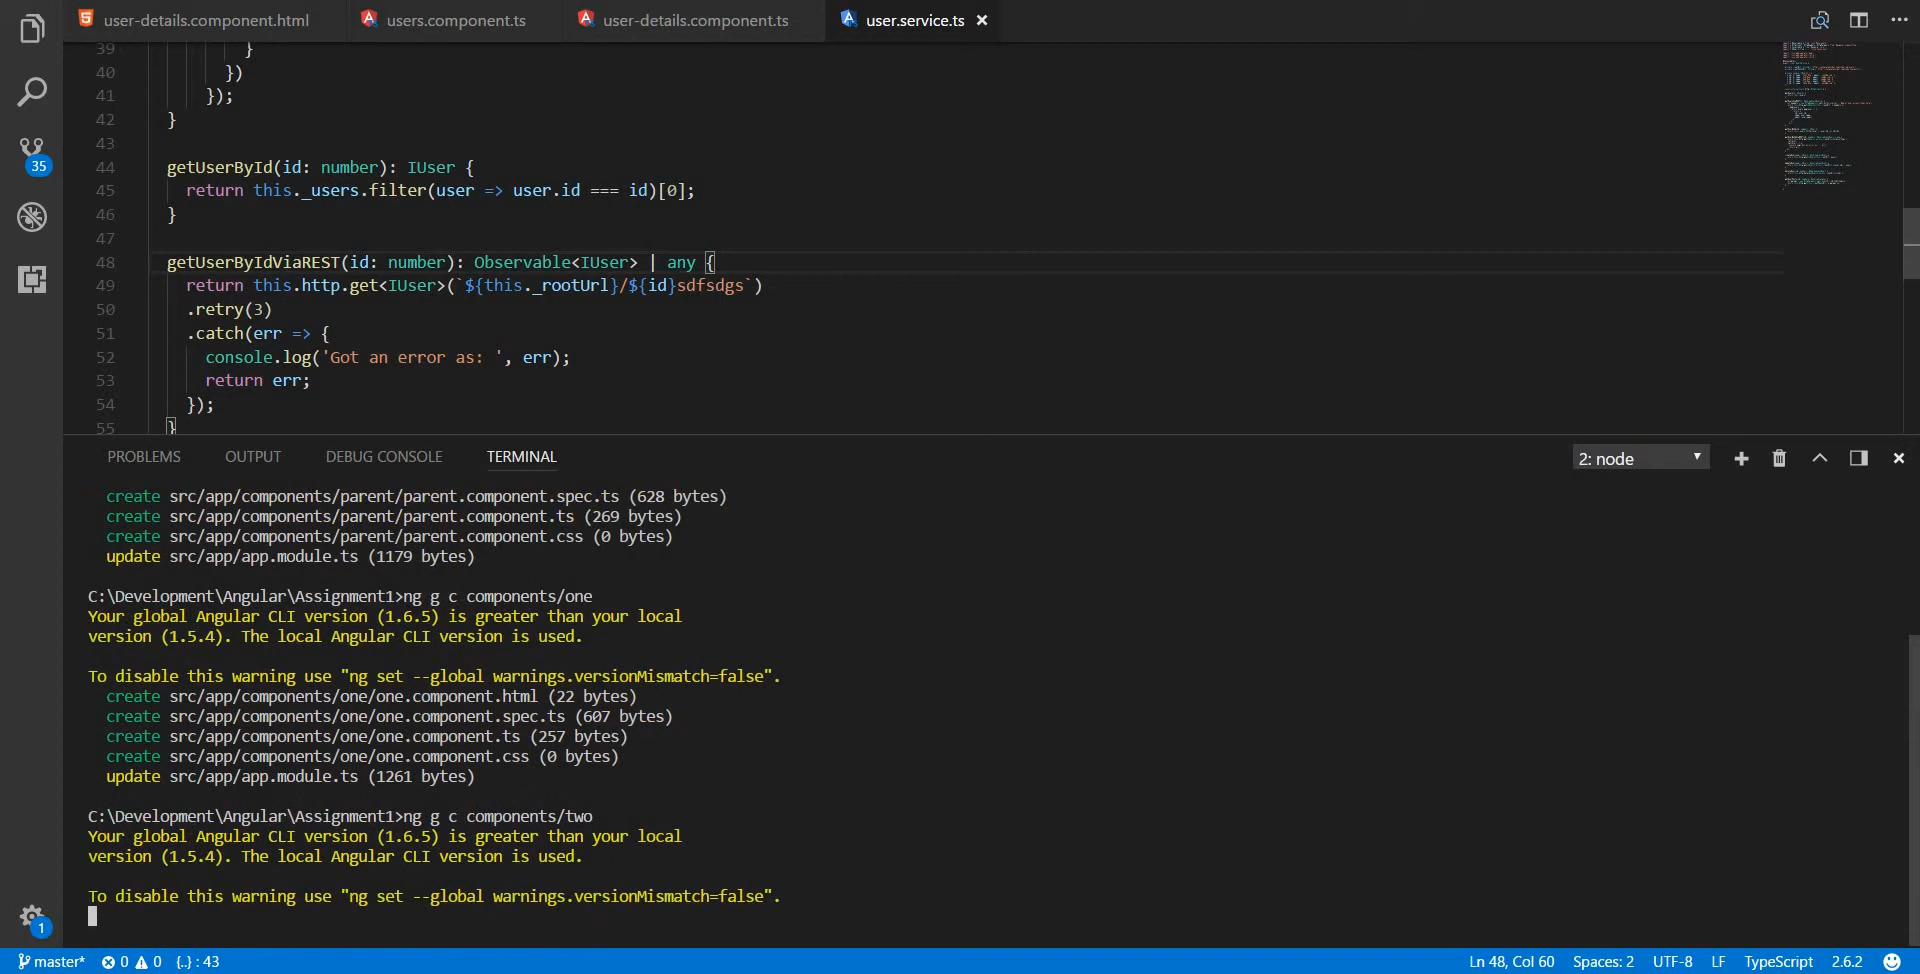 user-details.component.html
users.component.ts
user-details.component.ts
user.service.ts
39 }
40 })
41 });
42 }
43
44 getUserById(id: number): IUser {
45 return this._users.filter(user => user.id === id)[0];
46 }
47
48 getUserByIdViaREST(id: number): Observable<IUser> | any {
49 return this.http.get<IUser>(`${this._rootUrl}/${id}sdfsdgs`)
50 .retry(3)
51 .catch(err => {
52 console.log('Got an error as: ', err);
53 return err;
54 });
55 }
35
PROBLEMS OUTPUT DEBUG CONSOLE TERMINAL
2: node
create src/app/components/parent/parent.component.spec.ts (628 bytes)
create src/app/components/parent/parent.component.ts (269 bytes)
create src/app/components/parent/parent.component.css (0 bytes)
update src/app/app.module.ts (1179 bytes)
C:\Development\Angular\Assignment1>ng g c components/one
Your global Angular CLI version (1.6.5) is greater than your local
version (1.5.4). The local Angular CLI version is used.
To disable this warning use "ng set --global warnings.versionMismatch=false".
create src/app/components/one/one.component.html (22 bytes)
create src/app/components/one/one.component.spec.ts (607 bytes)
create src/app/components/one/one.component.ts (257 bytes)
create src/app/components/one/one.component.css (0 bytes)
update src/app/app.module.ts (1261 bytes)
C:\Development\Angular\Assignment1>ng g c components/two
Your global Angular CLI version (1.6.5) is greater than your local
version (1.5.4). The local Angular CLI version is used.
To disable this warning use "ng set --global warnings.versionMismatch=false".
1
master* 0 0 {..} : 43
Ln 48, Col 60 Spaces: 2 UTF-8 LF TypeScript 2.6.2